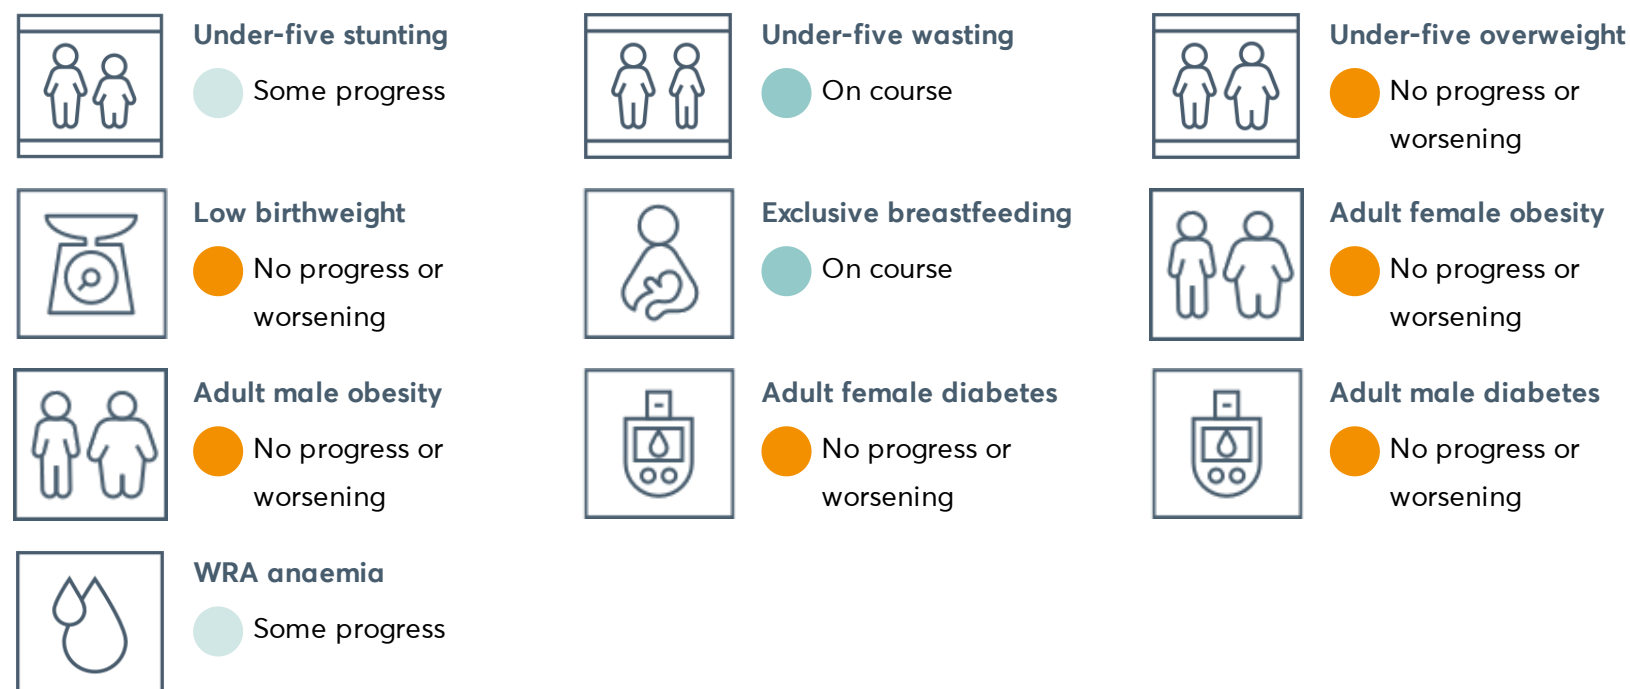 Under-five stunting
Some progress
Under-five wasting
On course
Under-five overweight
No progress or
worsening
Low birthweight
No progress or
worsening
Exclusive breastfeeding
On course
Adult female obesity
No progress or
worsening
Adult male obesity
No progress or
worsening
Adult female diabetes
No progress or
worsening
Adult male diabetes
No progress or
worsening
WRA anaemia
Some progress